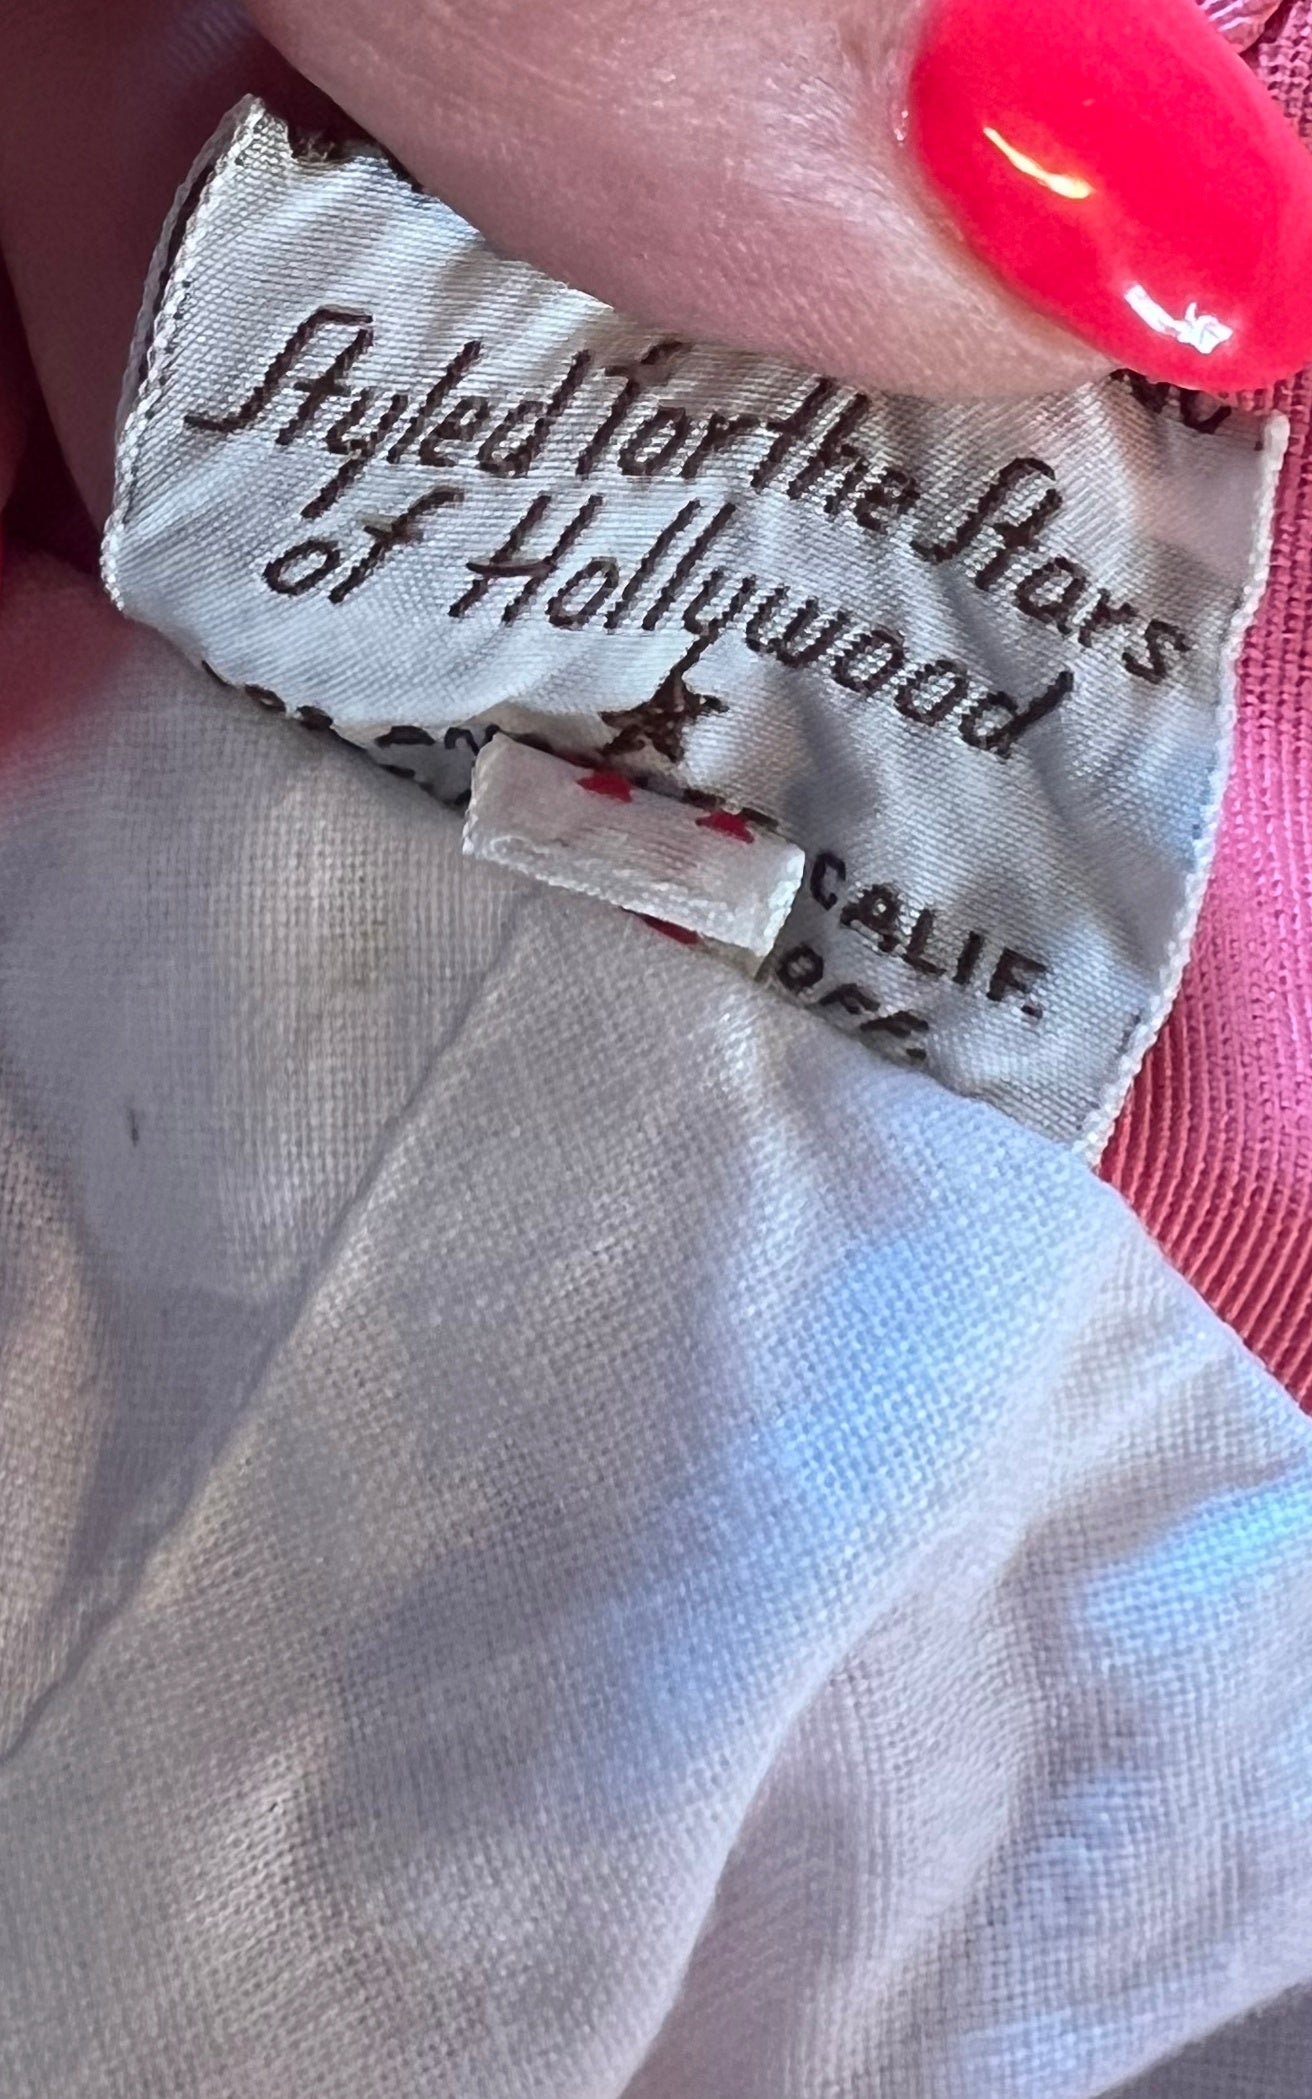 Styled for the Stars
of Hollywood
CALIF.
OFF.